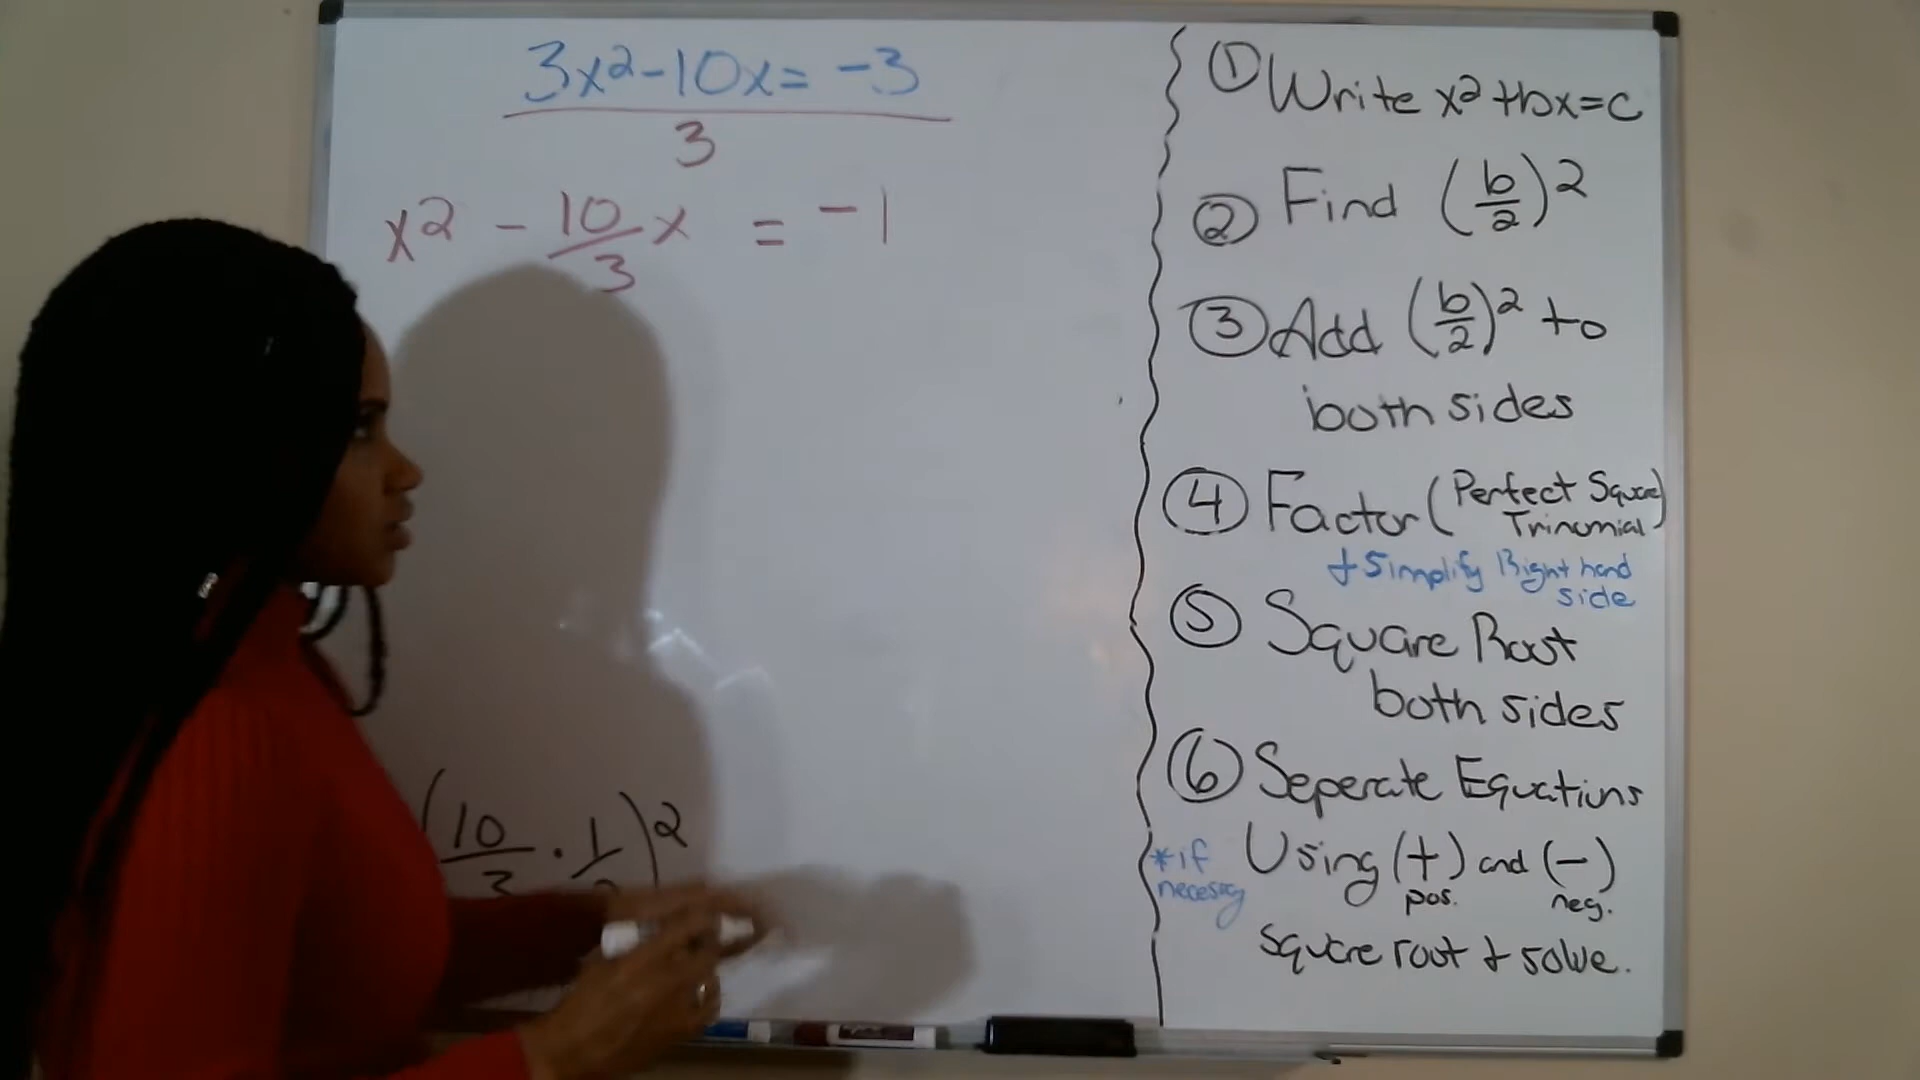 3x²-10x = -3
3
x² - 10/3 x = -1
(10/3 · 1/2)²
① Write x²+bx=c
② Find (b/2)²
③ Add (b/2)² to
both sides
④ Factor (Perfect Square
Trinomial)
+ Simplify Right hand
side
⑤ Square Root
both sides
⑥ Seperate Equations
*if
necesary
Using (+) and (-)
pos. neg.
square root + solve.